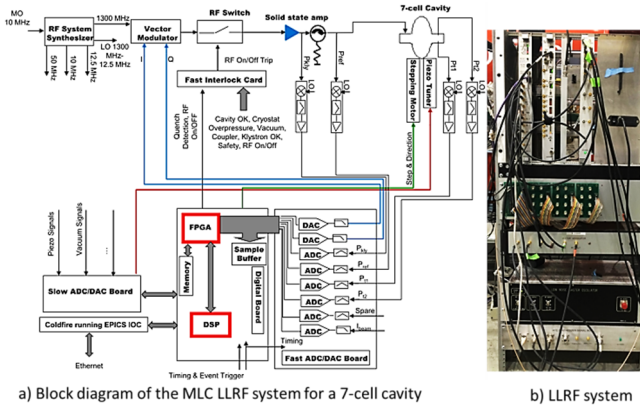 MO
10 MHz
RF System
Synthesizer
1300 MHz
LO 1300
MHz-
12.5 MHz
50 MHz
10 MHz
12.5 MHz
Vector
Modulator
I
Q
RF Switch
RF On/Off Trip
Fast Interlock Card
Quench
Detection, RF
On/OFF
Cavity OK, Cryostat
Overpressure, Vacuum,
Coupler, Klystron OK,
Safety, RF On/Off
Solid state amp
Pkly
Pref
LO
LO
7-cell Cavity
Stepping Motor
Piezo Tuner
Pt1
Pt2
LO
LO
Step & Direction
Piezo Signals
Vacuum Signals
...
Slow ADC/DAC Board
Coldfire running EPICS IOC
Ethernet
FPGA
Memory
DSP
Sample
Buffer
Digital Board
DAC
DAC
ADC
Pkly
ADC
Pref
ADC
Pt1
ADC
Pt2
ADC
Spare
ADC
Ibeam
Timing
Fast ADC/DAC Board
Timing & Event Trigger
a) Block diagram of the MLC LLRF system for a 7-cell cavity
b) LLRF system